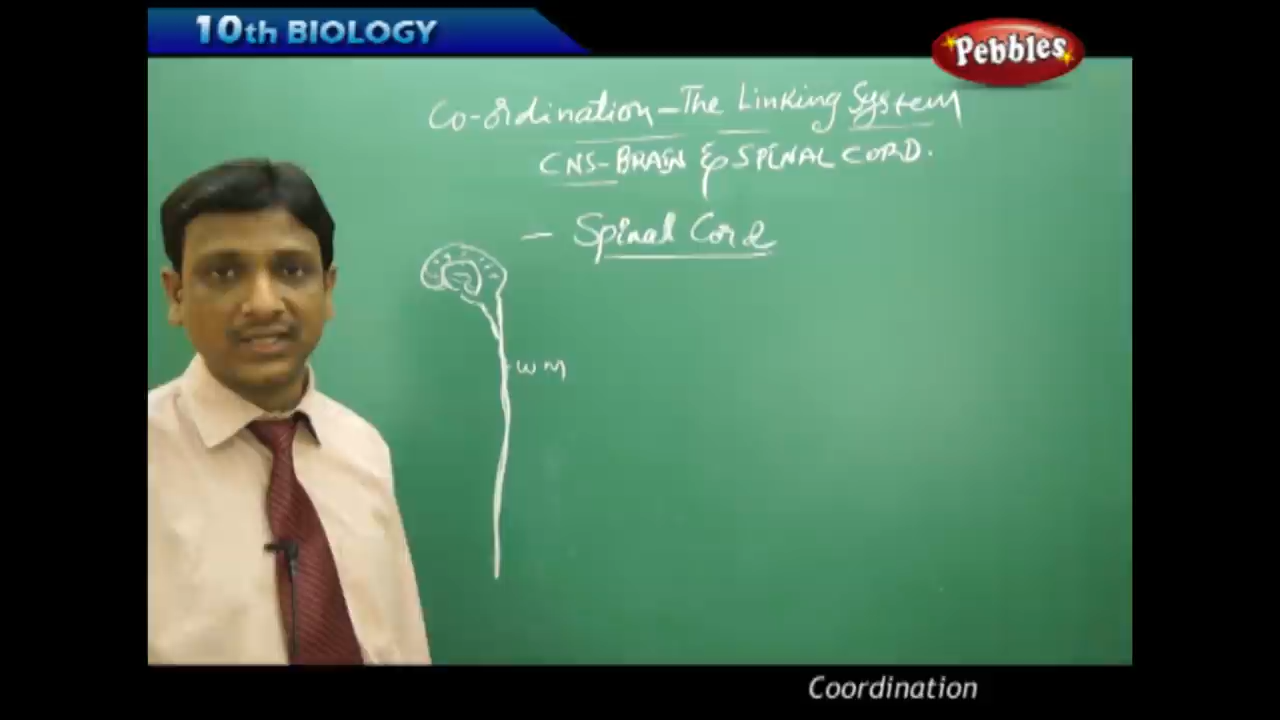 10th BIOLOGY
Pebbles
Co-ordination - The Linking System
CNS - BRAIN & SPINAL CORD.
- Spinal Cord
WM
Coordination